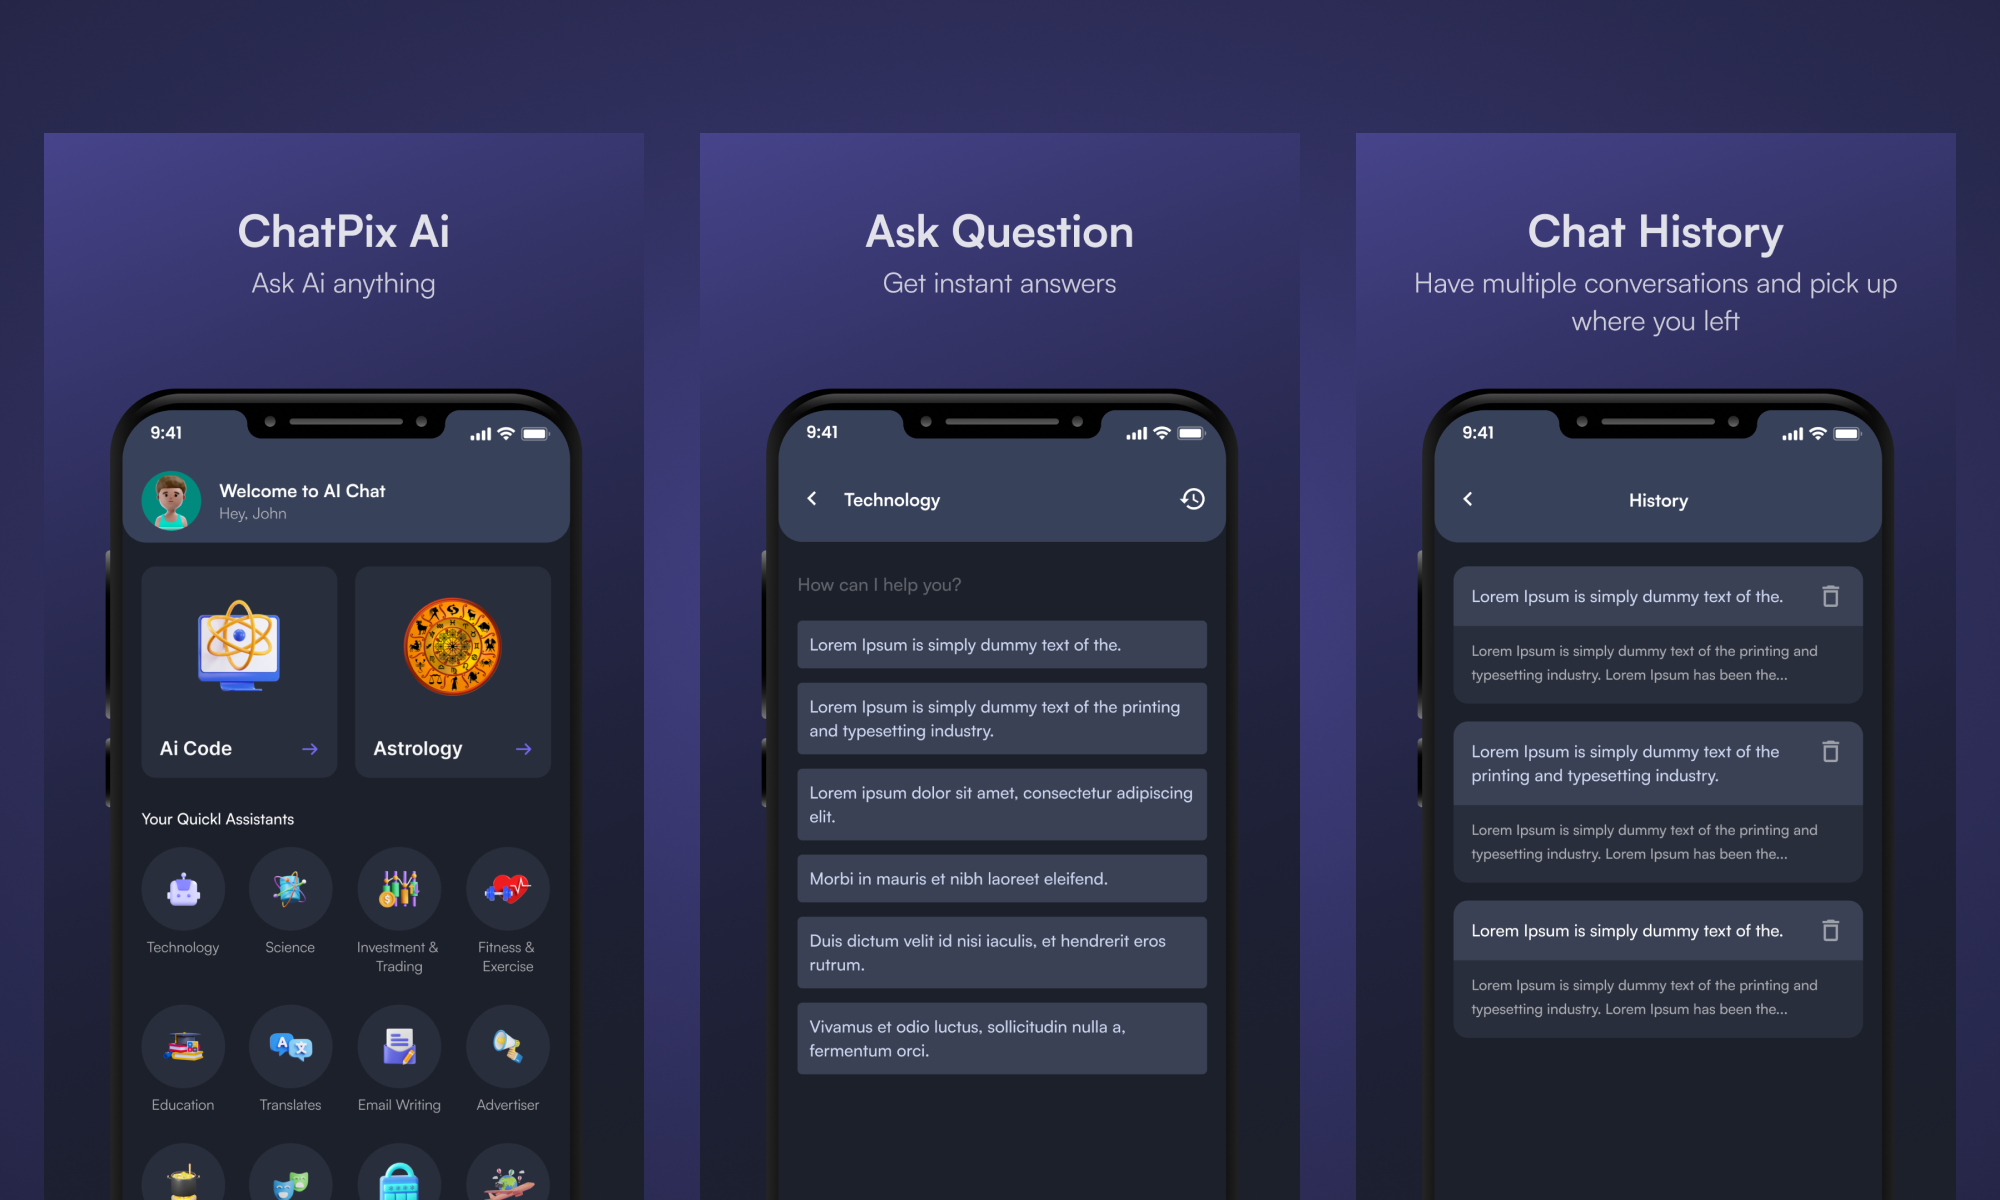 ChatPix Ai
Ask Ai anything
9:41
Welcome to AI Chat
Hey, John
Ai Code
Astrology
Your Quickl Assistants
Technology
Science
Investment &
Trading
Fitness &
Exercise
Education
Translates
Email Writing
Advertiser
Ask Question
Get instant answers
9:41
Technology
How can I help you?
Lorem Ipsum is simply dummy text of the.
Lorem Ipsum is simply dummy text of the printing
and typesetting industry.
Lorem ipsum dolor sit amet, consectetur adipiscing
elit.
Morbi in mauris et nibh laoreet eleifend.
Duis dictum velit id nisi iaculis, et hendrerit eros
rutrum.
Vivamus et odio luctus, sollicitudin nulla a,
fermentum orci.
Chat History
Have multiple conversations and pick up
where you left
9:41
History
Lorem Ipsum is simply dummy text of the.
Lorem Ipsum is simply dummy text of the printing and
typesetting industry. Lorem Ipsum has been the...
Lorem Ipsum is simply dummy text of the
printing and typesetting industry.
Lorem Ipsum is simply dummy text of the printing and
typesetting industry. Lorem Ipsum has been the...
Lorem Ipsum is simply dummy text of the.
Lorem Ipsum is simply dummy text of the printing and
typesetting industry. Lorem Ipsum has been the...